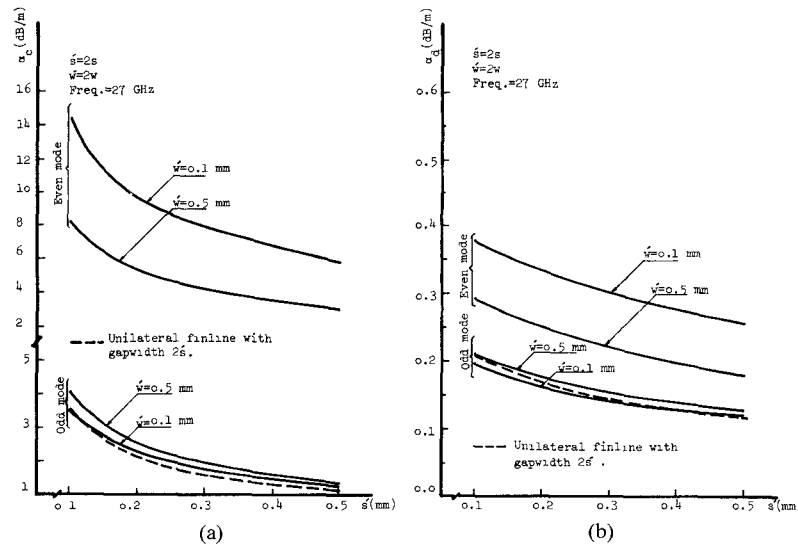 αc(dB/m)
ś=2s
ẃ=2w
Freq.=27 GHz
16
14
12
10
8
6
4
2
Even mode
ẃ=0.1 mm
ẃ=0.5 mm
Unilateral finline with
gapwidth 2ś.
5
3
1
Odd mode
ẃ=0.5 mm
ẃ=0.1 mm
0.1
0.2
0.3
0.4
0.5
ś(mm)
(a)
αd(dB/m)
ś=2s
ẃ=2w
Freq.=27 GHz
0.6
0.5
0.4
0.3
0.2
0.1
0.0
Even mode
ẃ=0.1 mm
ẃ=0.5 mm
Odd mode
ẃ=0.5 mm
ẃ=0.1 mm
Unilateral finline with
gapwidth 2ś.
0.1
0.2
0.3
0.4
0.5
ś(mm)
(b)